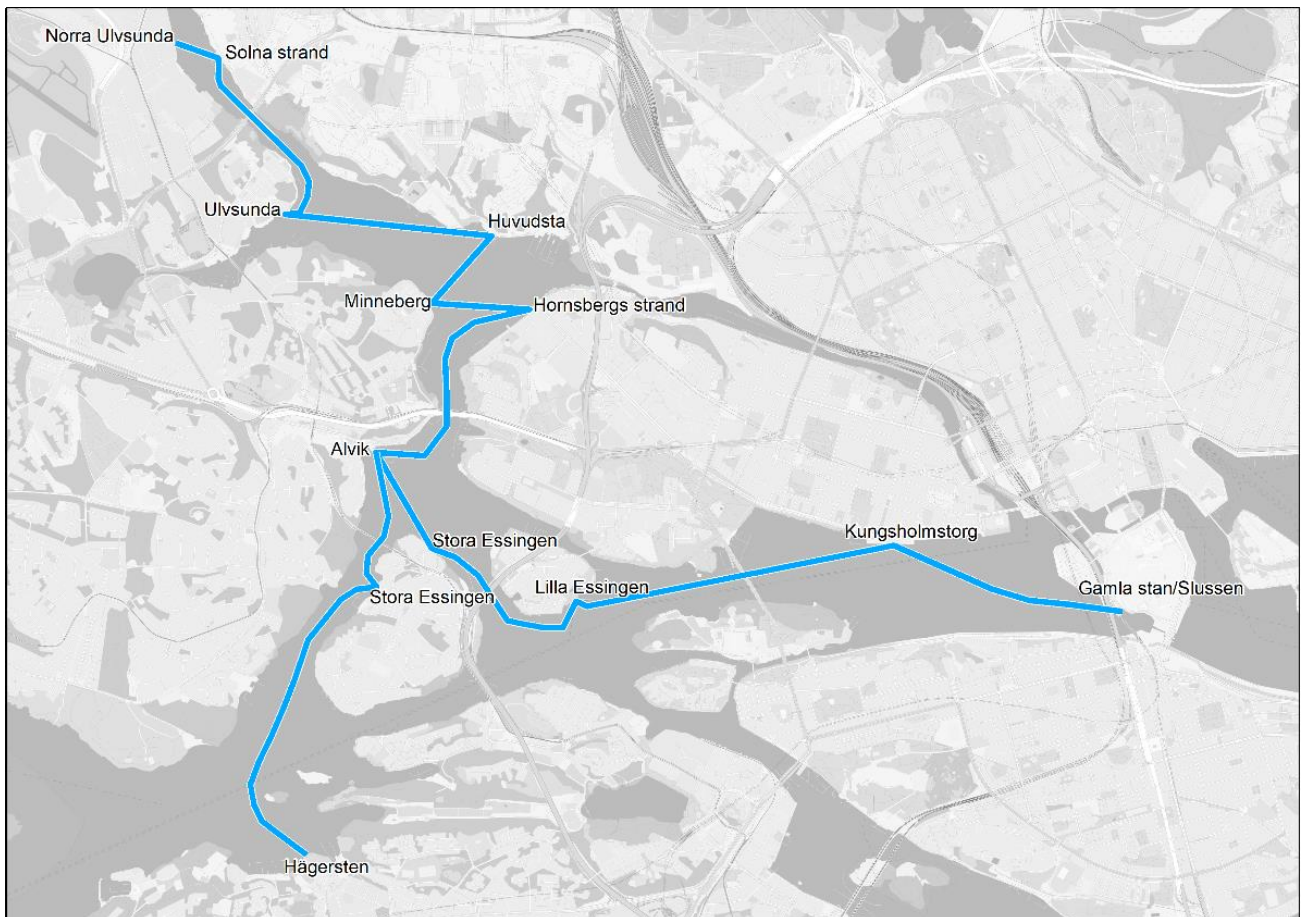 Norra Ulvsunda
Solna strand
Ulvsunda
Huvudsta
Minneberg
Hornsbergs strand
Alvik
Stora Essingen
Kungsholmstorg
Lilla Essingen
Gamla stan/Slussen
Stora Essingen
Hägersten